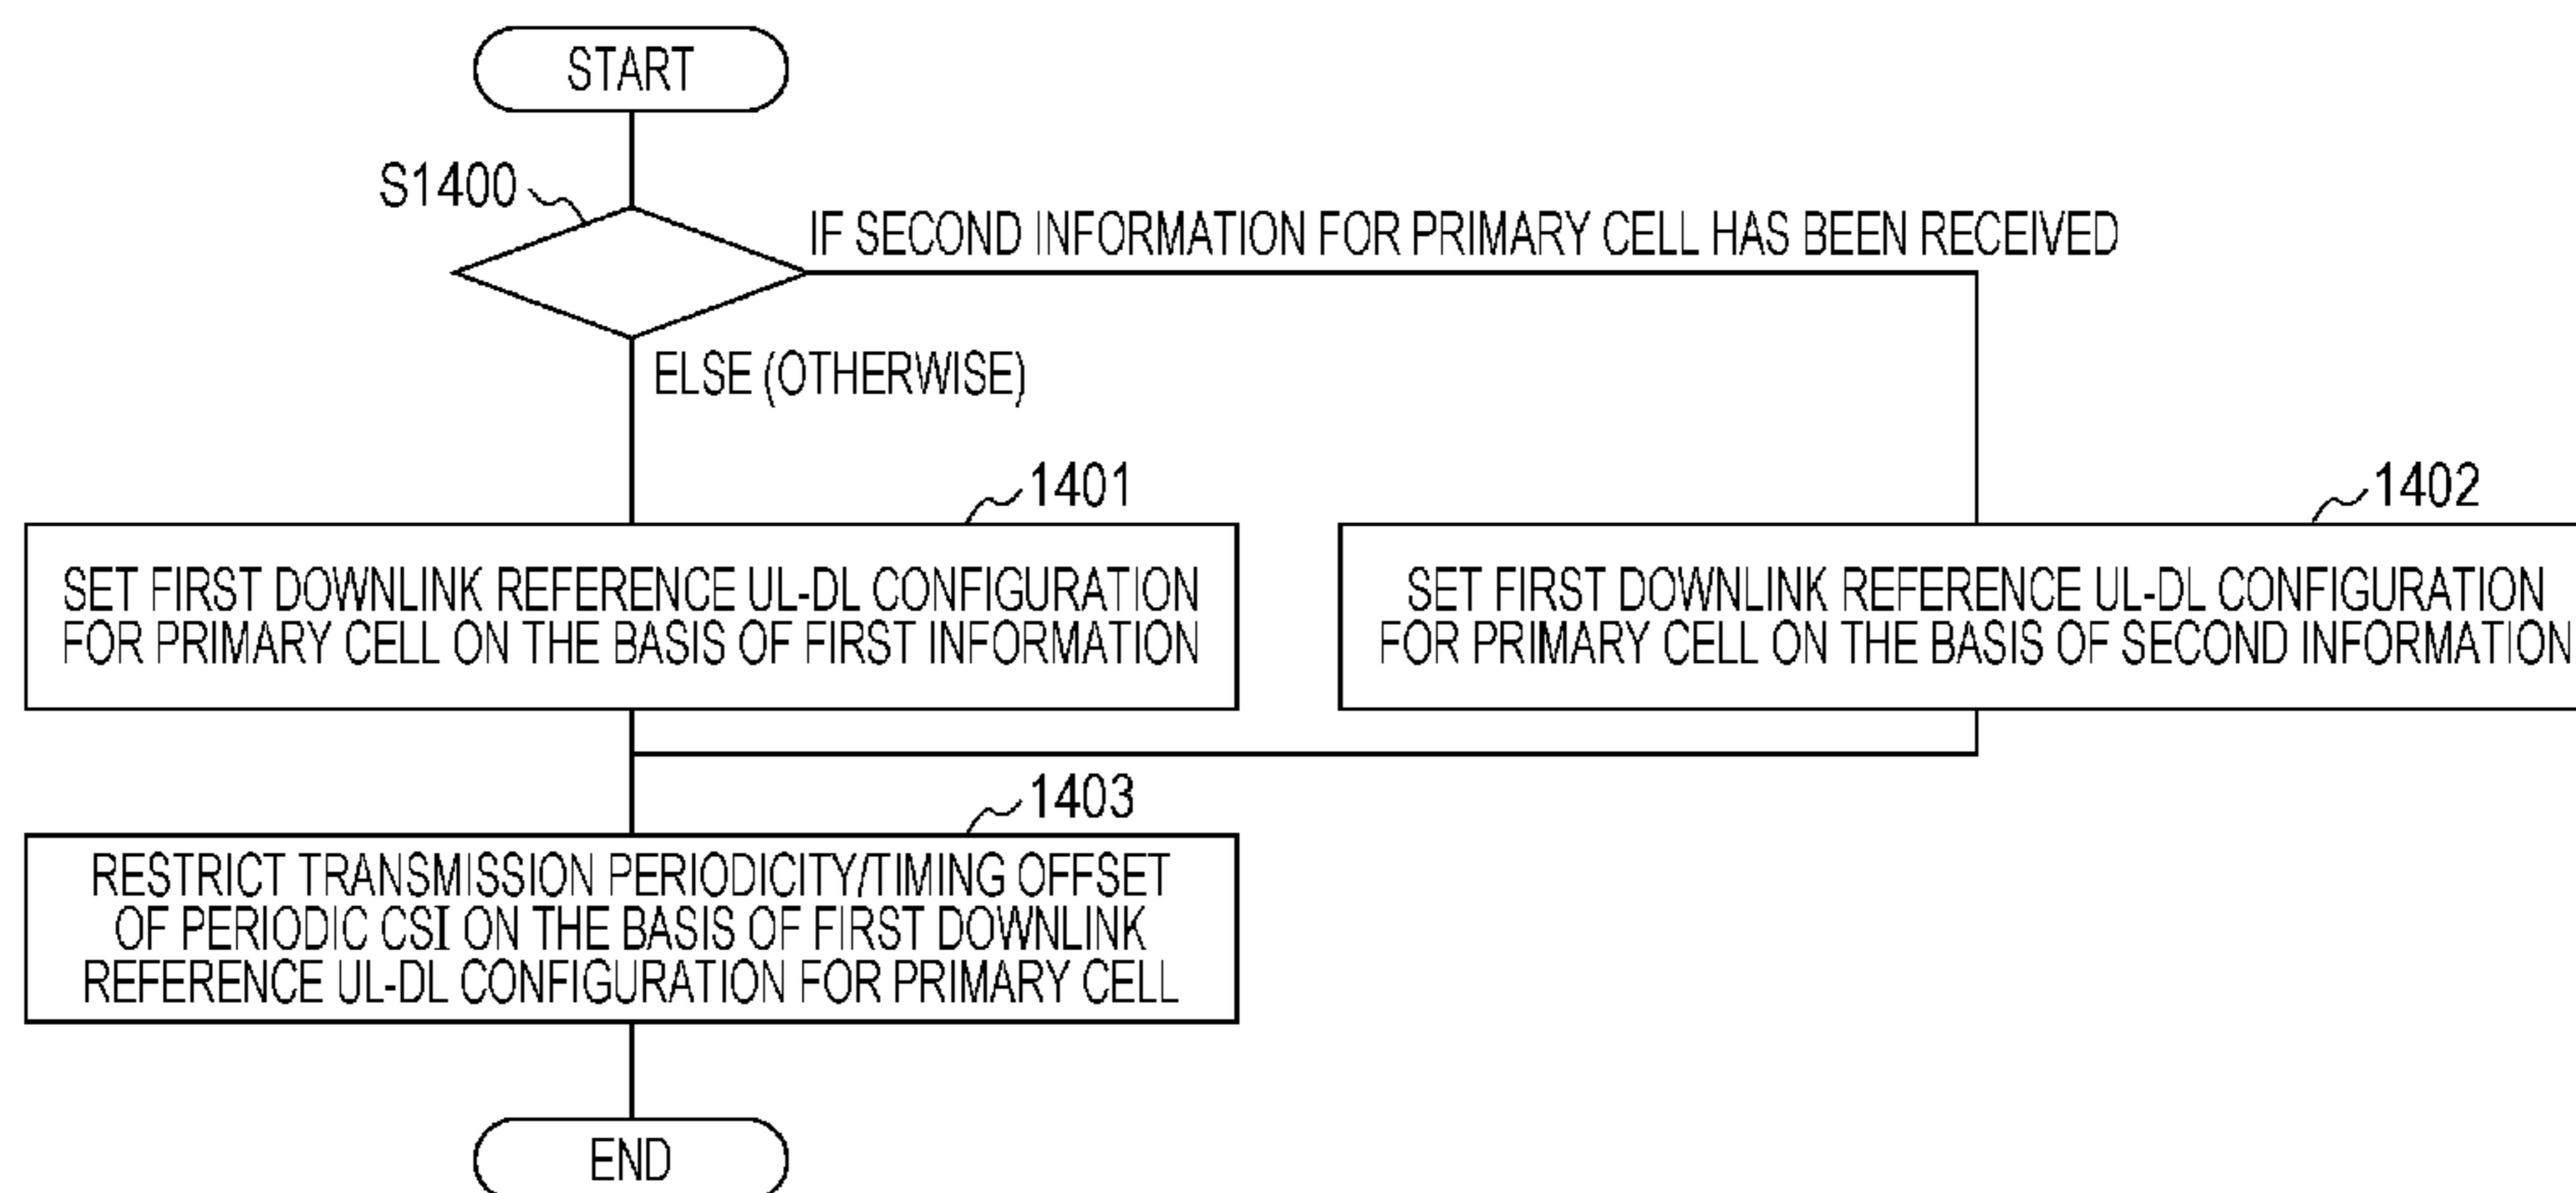 START
S1400
IF SECOND INFORMATION FOR PRIMARY CELL HAS BEEN RECEIVED
ELSE (OTHERWISE)
1401
SET FIRST DOWNLINK REFERENCE UL-DL CONFIGURATION
FOR PRIMARY CELL ON THE BASIS OF FIRST INFORMATION
1402
SET FIRST DOWNLINK REFERENCE UL-DL CONFIGURATION
FOR PRIMARY CELL ON THE BASIS OF SECOND INFORMATION
1403
RESTRICT TRANSMISSION PERIODICITY/TIMING OFFSET
OF PERIODIC CSI ON THE BASIS OF FIRST DOWNLINK
REFERENCE UL-DL CONFIGURATION FOR PRIMARY CELL
END